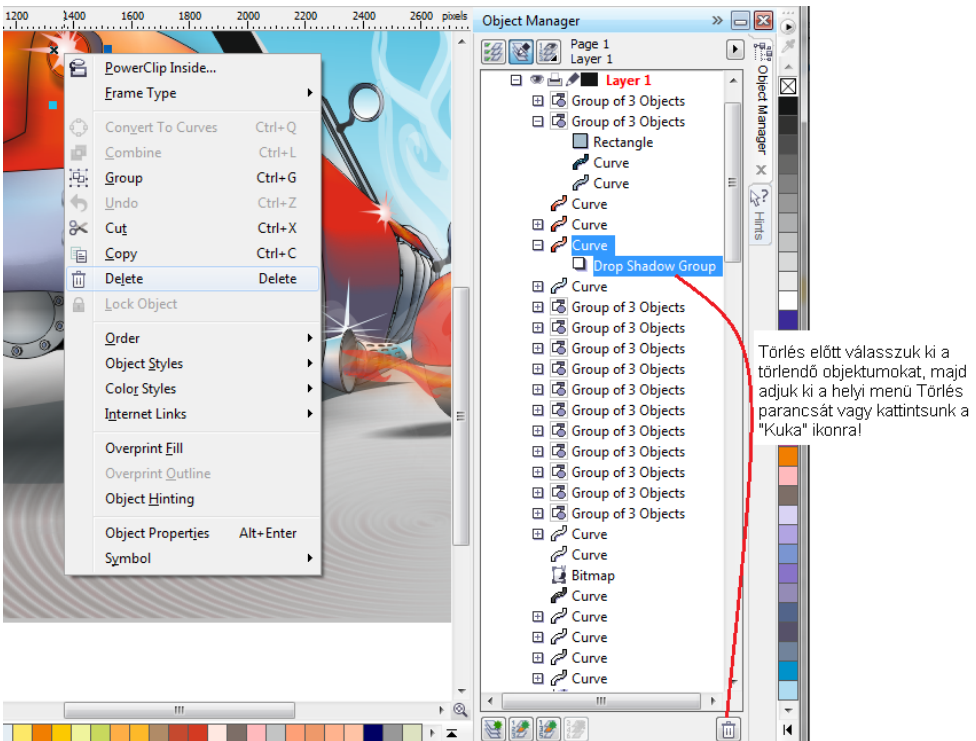 1200 1400 1600 1800 2000 2200 2400 2600 pixels
PowerClip Inside...
Frame Type
Convert To Curves Ctrl+Q
Combine Ctrl+L
Group Ctrl+G
Undo Ctrl+Z
Cut Ctrl+X
Copy Ctrl+C
Delete Delete
Lock Object
Order
Object Styles
Color Styles
Internet Links
Overprint Fill
Overprint Outline
Object Hinting
Object Properties Alt+Enter
Symbol
Object Manager
Page 1
Layer 1
Layer 1
Group of 3 Objects
Group of 3 Objects
Rectangle
Curve
Curve
Curve
Curve
Curve
Drop Shadow Group
Curve
Group of 3 Objects
Group of 3 Objects
Group of 3 Objects
Group of 3 Objects
Group of 3 Objects
Group of 3 Objects
Group of 3 Objects
Group of 3 Objects
Group of 3 Objects
Group of 3 Objects
Group of 3 Objects
Curve
Curve
Bitmap
Curve
Curve
Curve
Curve
Curve
Object Manager
Hints
Törlés előtt válasszuk ki a
törlendő objektumokat, majd
adjuk ki a helyi menü Törlés
parancsát vagy kattintsunk a
"Kuka" ikonra!